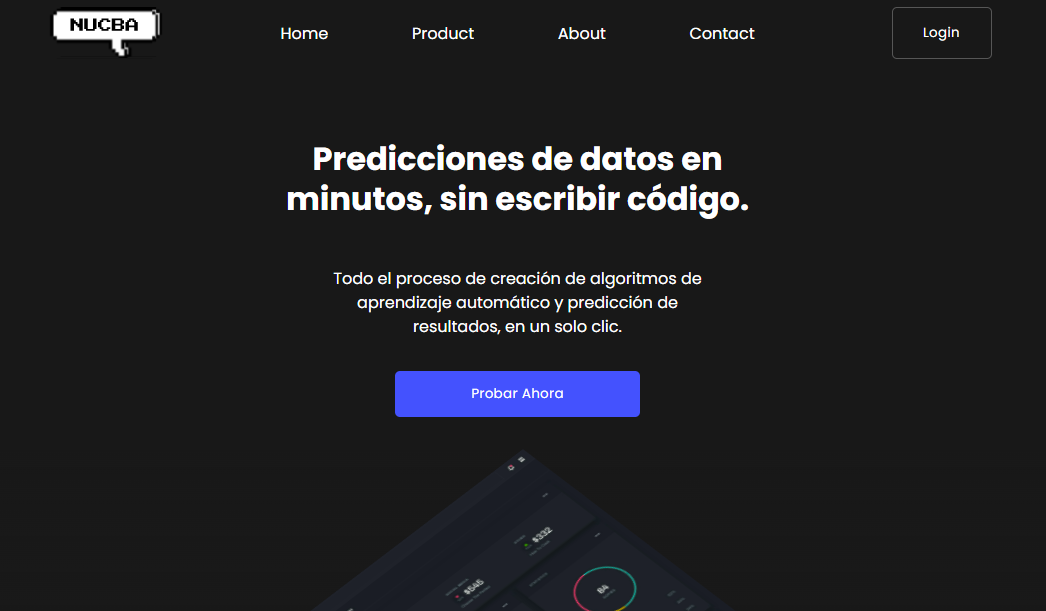 NUCBA
Home
Product
About
Contact
Login
Predicciones de datos en
minutos, sin escribir código.
Todo el proceso de creación de algoritmos de
aprendizaje automático y predicción de
resultados, en un solo clic.
Probar Ahora
$332
$545
84